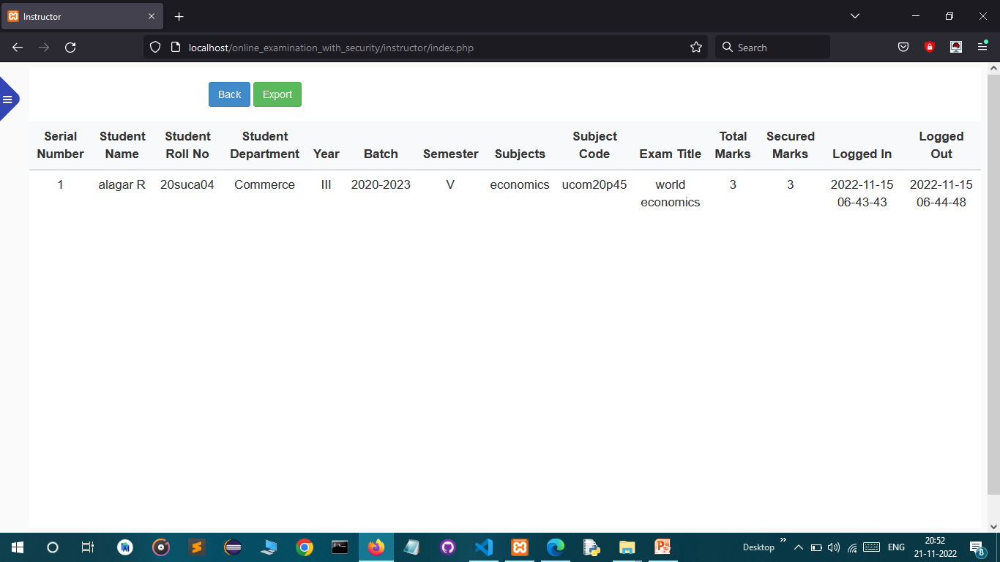 Instructor
localhost/online_examination_with_security/instructor/index.php
Search
Back Export
Serial Number Student Name Student Roll No Student Department Year Batch Semester Subjects Subject Code Exam Title Total Marks Secured Marks Logged In Logged Out
1 alagar R 20suca04 Commerce III 2020-2023 V economics ucom20p45 world economics 3 3 2022-11-15 06-43-43 2022-11-15 06-44-48
Desktop
ENG
20:52
21-11-2022
8